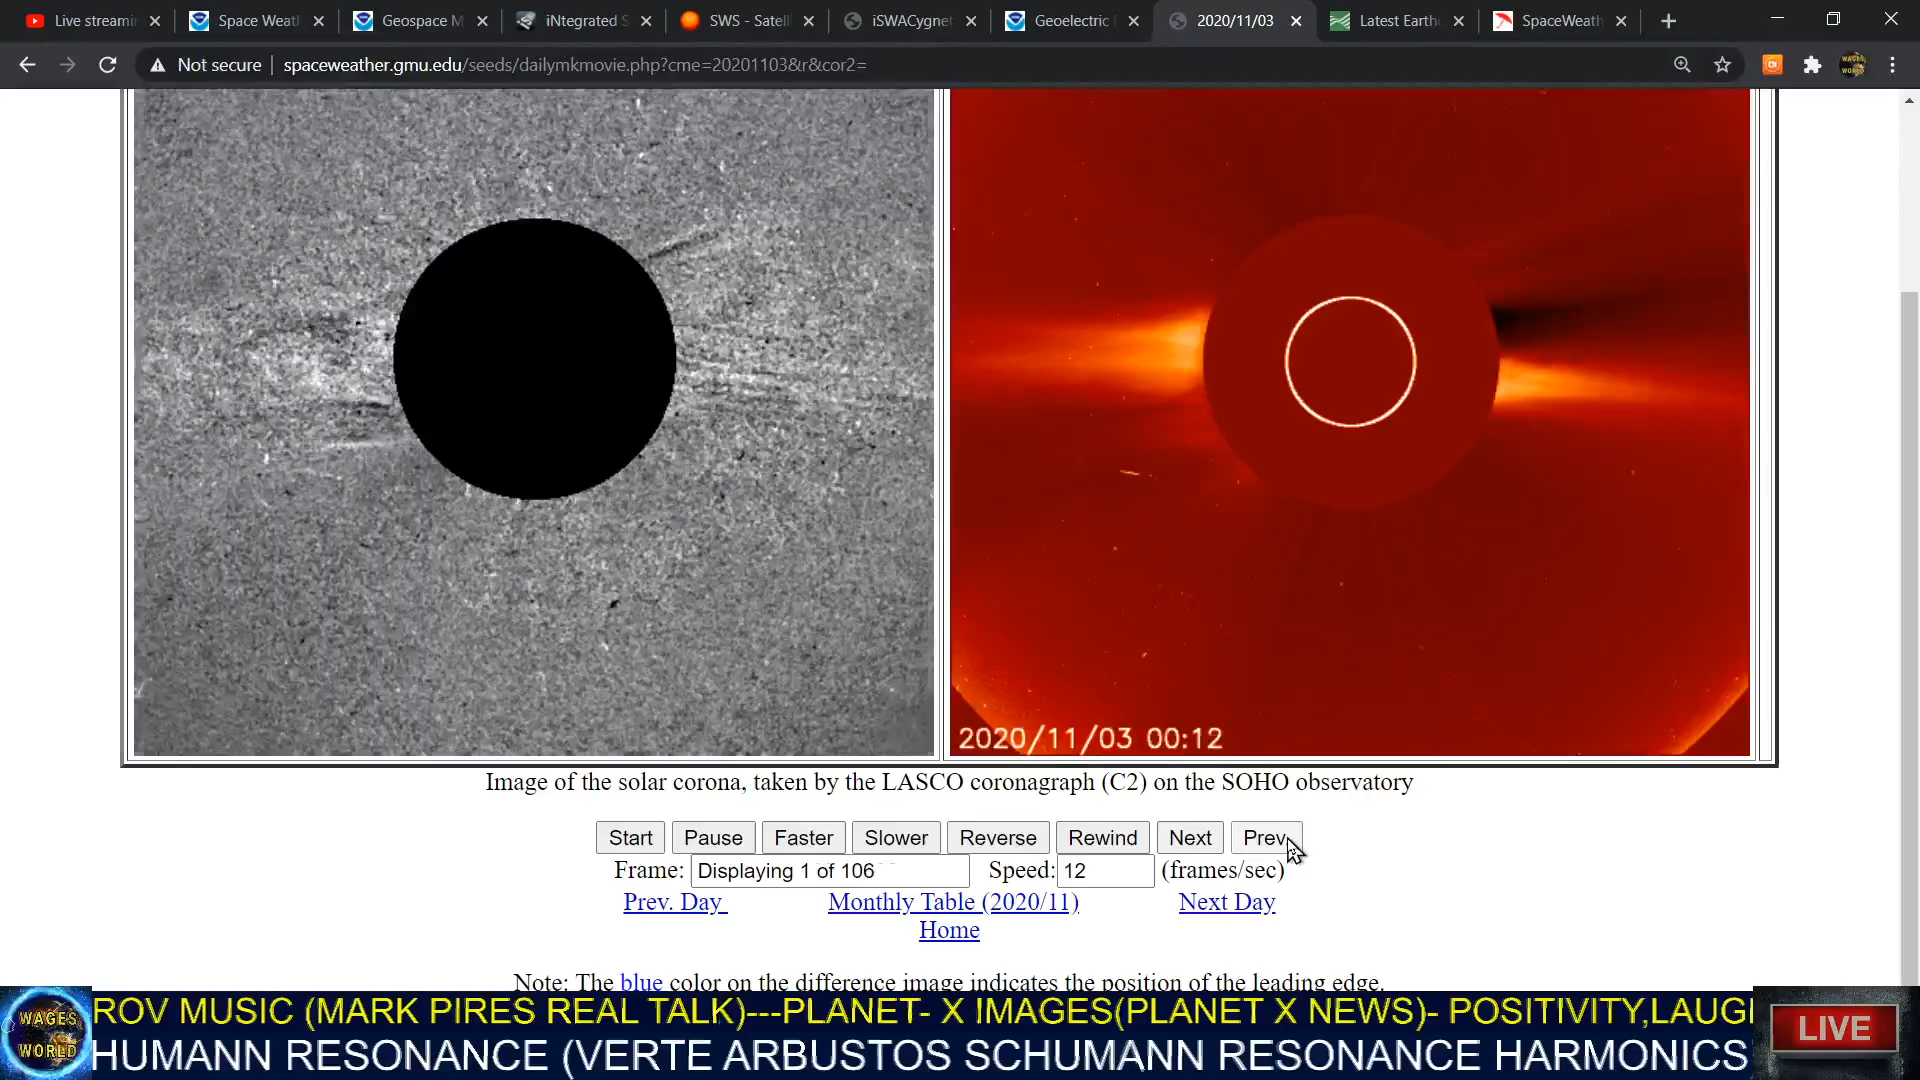 Live streamin
Space Weath
Geospace M
iNtegrated S
SWS - Satell
iSWACygnet
Geoelectric
2020/11/03
Latest Earth
SpaceWeath
Not secure
spaceweather.gmu.edu/seeds/dailymkmovie.php?cme=20201103&r&cor2=
2020/11/03 00:12
Image of the solar corona, taken by the LASCO coronagraph (C2) on the SOHO observatory
Start Pause Faster Slower Reverse Rewind Next Prev
Frame: Displaying 1 of 106 Speed: 12 (frames/sec)
Prev. Day Monthly Table (2020/11) Next Day
Home
Note: The blue color on the difference image indicates the position of the leading edge.
ROV MUSIC (MARK PIRES REAL TALK)---PLANET- X IMAGES(PLANET X NEWS)- POSITIVITY,LAUG
HUMANN RESONANCE (VERTE ARBUSTOS SCHUMANN RESONANCE HARMONICS
WAGES
WORLD
LIVE